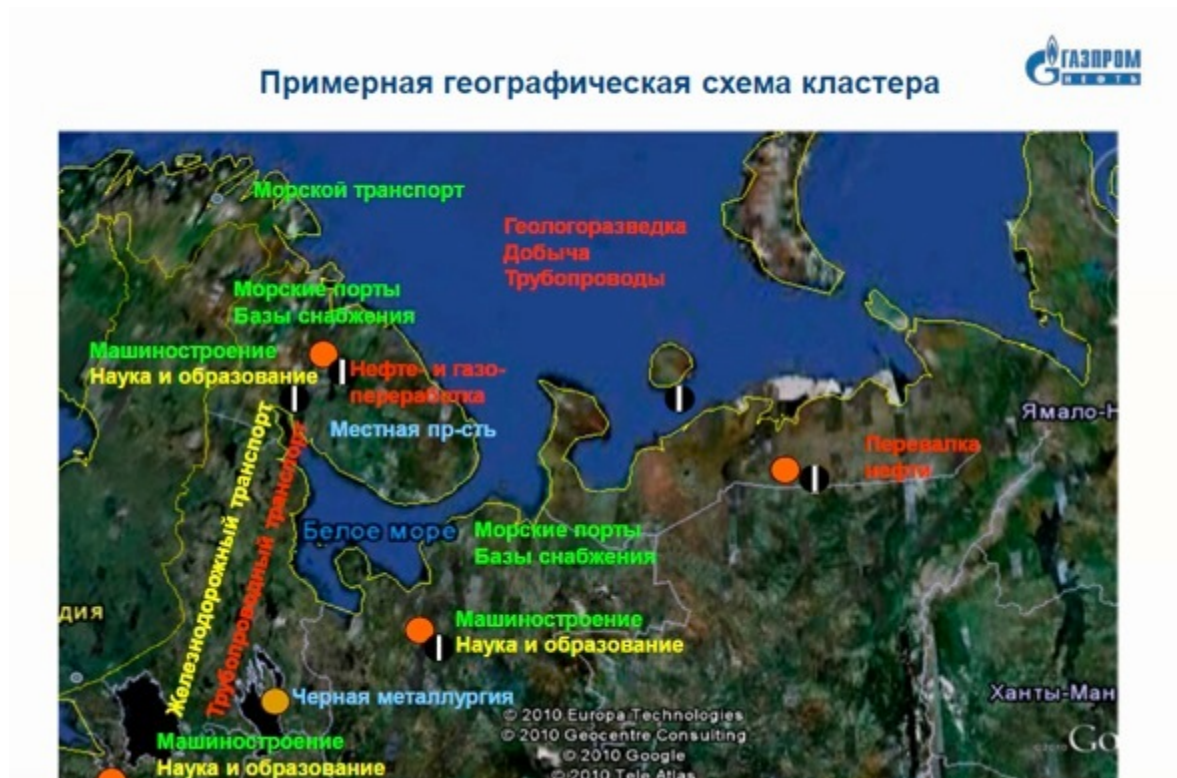 ГАЗПРОМ
НЕФТЬ
Примерная географическая схема кластера
Морской транспорт
Геологоразведка
Добыча
Трубопроводы
Морские порты
Базы снабжения
Машиностроение
Наука и образование
Нефте- и газо-
переработка
Местная пр-сть
Ямало-Н
Перевалка
нефти
Железнодорожный транспорт
Трубопроводный транспорт
Белое море
Морские порты
Базы снабжения
дия
Машиностроение
Наука и образование
Черная металлургия
Ханты-Ман
© 2010 Europa Technologies
© 2010 Geocentre Consulting
© 2010 Google
© 2010 Tele Atlas
©2010 Go
Машиностроение
Наука и образование